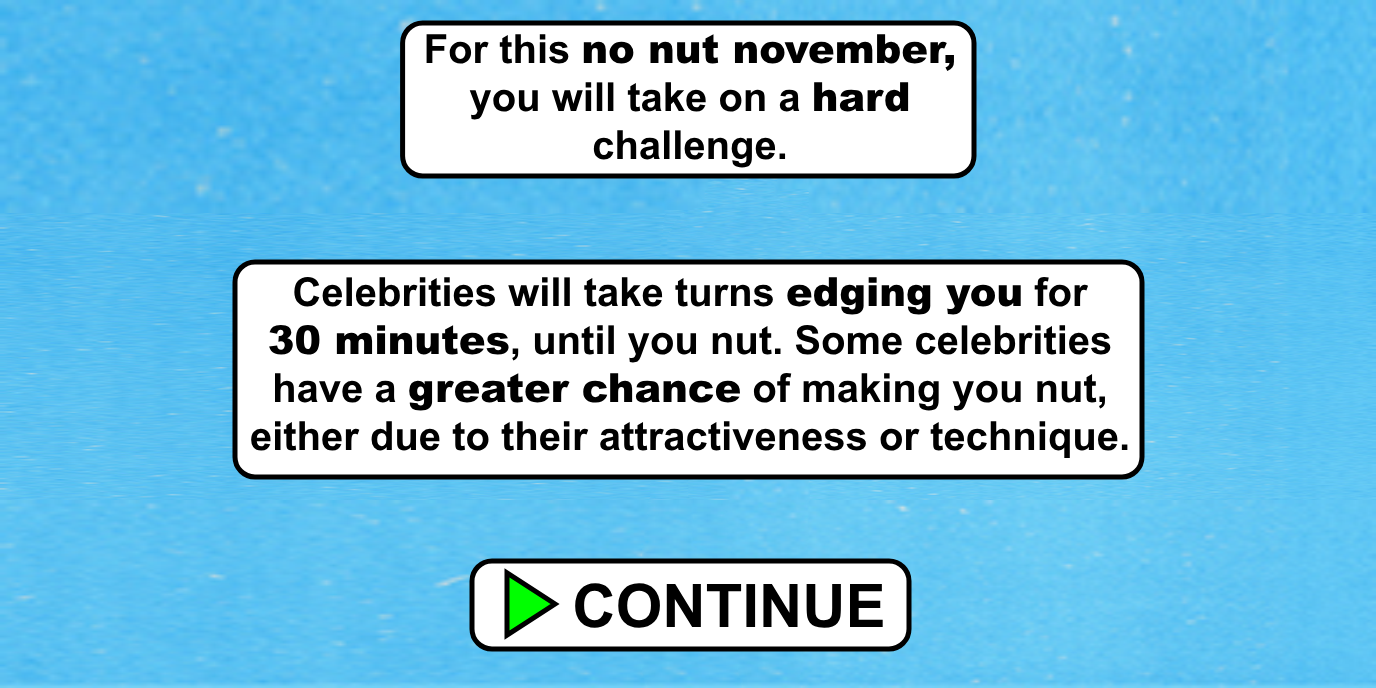 For this no nut november,
you will take on a hard
challenge.
Celebrities will take turns edging you for
30 minutes, until you nut. Some celebrities
have a greater chance of making you nut,
either due to their attractiveness or technique.
CONTINUE